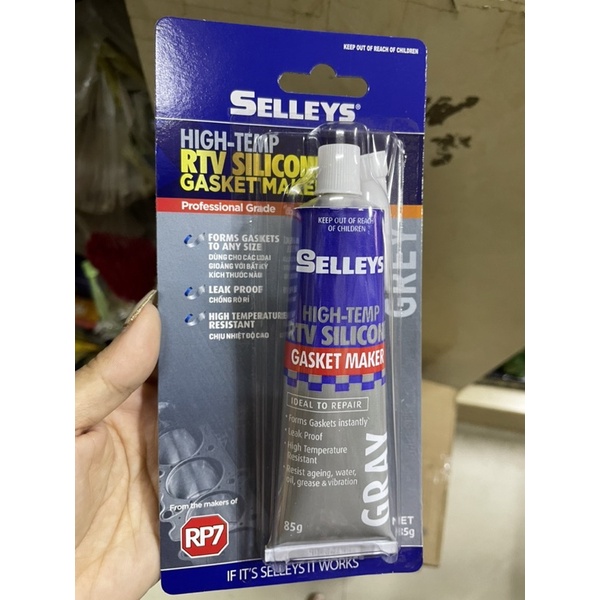 KEEP OUT OF REACH OF CHILDREN
SELLEYS®
HIGH-TEMP
RTV SILICON
GASKET MAKER
Professional Grade
FORMS GASKETS
TO ANY SIZE
DÙNG CHO CÁC LOẠI
GIOĂNG VỚI BẤT KỲ
KÍCH THƯỚC NÀO
LEAK PROOF
CHỐNG RÒ RỈ
HIGH TEMPERATURE
RESISTANT
CHỊU NHIỆT ĐỘ CAO
From the makers of
RP7
IF IT'S SELLEYS IT WORKS
GREY
NET
85g
KEEP OUT OF REACH
OF CHILDREN
SELLEYS
HIGH-TEMP
RTV SILICON
GASKET MAKER
IDEAL TO REPAIR
• Forms Gaskets instantly
• Leak Proof
• High Temperature
Resistant
• Resist ageing, water,
oil, grease & vibration
GRAY
85g